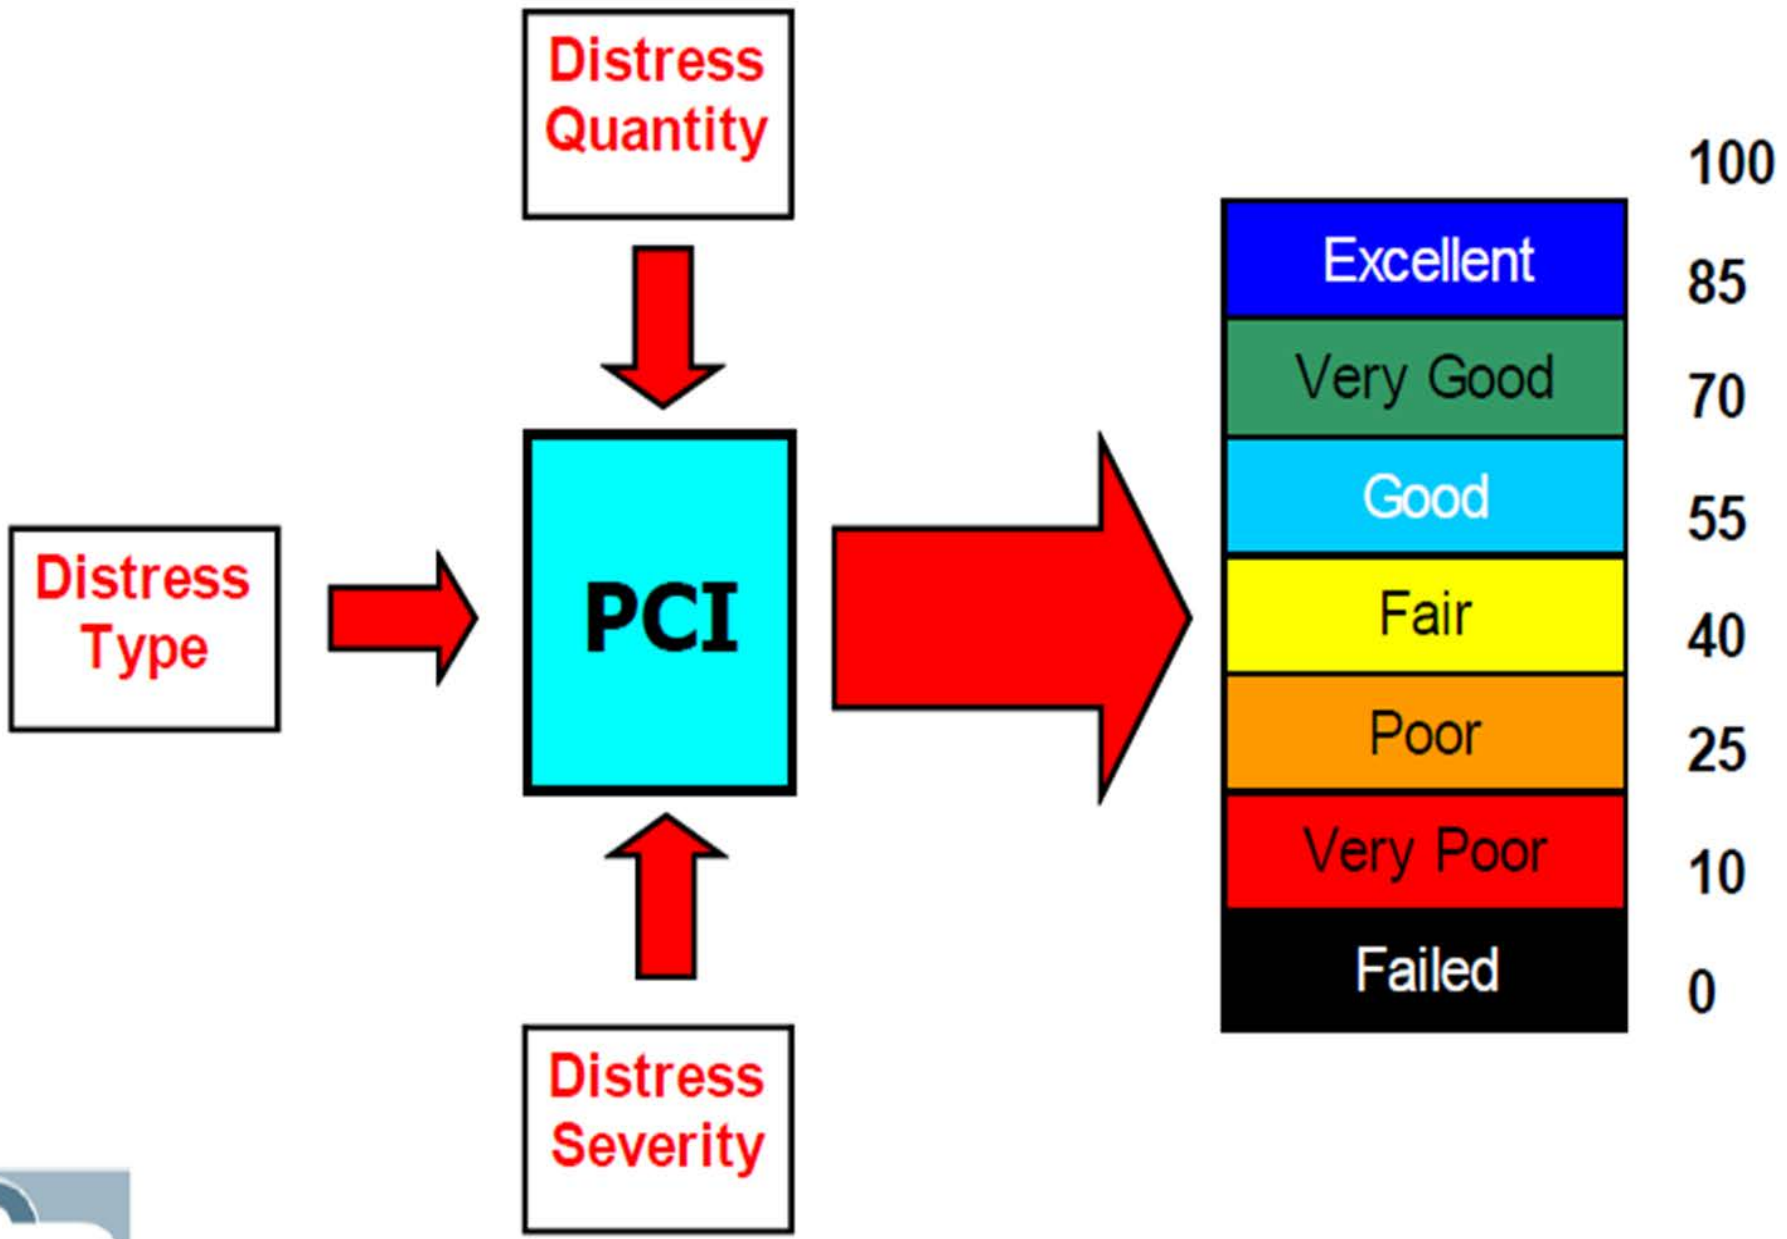 Distress
Quantity
Distress
Type
PCI
Distress
Severity
100
Excellent
85
Very Good
70
Good
55
Fair
40
Poor
25
Very Poor
10
Failed
0